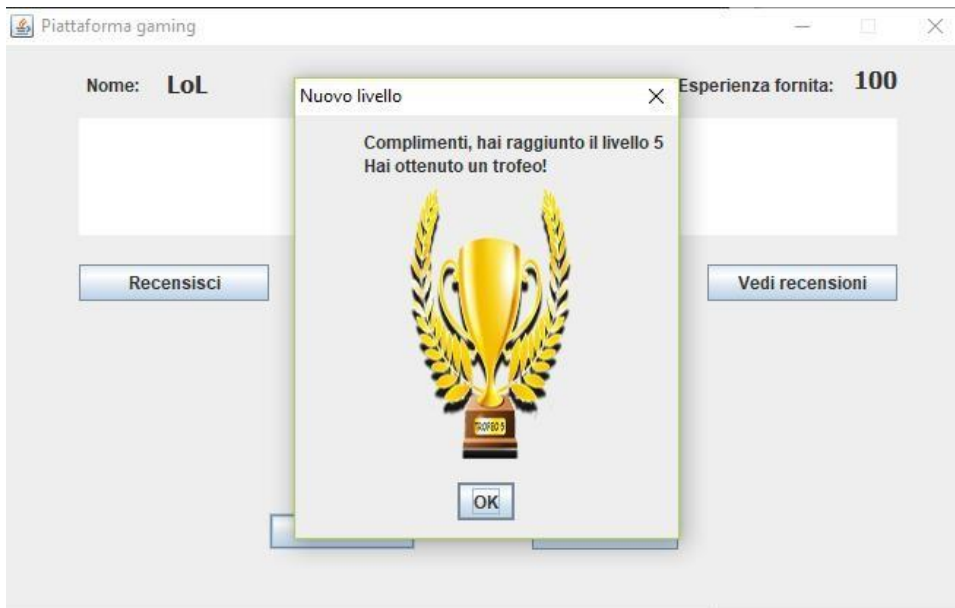 Piattaforma gaming
Nome: LoL
Esperienza fornita: 100
Nuovo livello
Complimenti, hai raggiunto il livello 5
Hai ottenuto un trofeo!
Recensisci
Vedi recensioni
TROFEO 5
OK